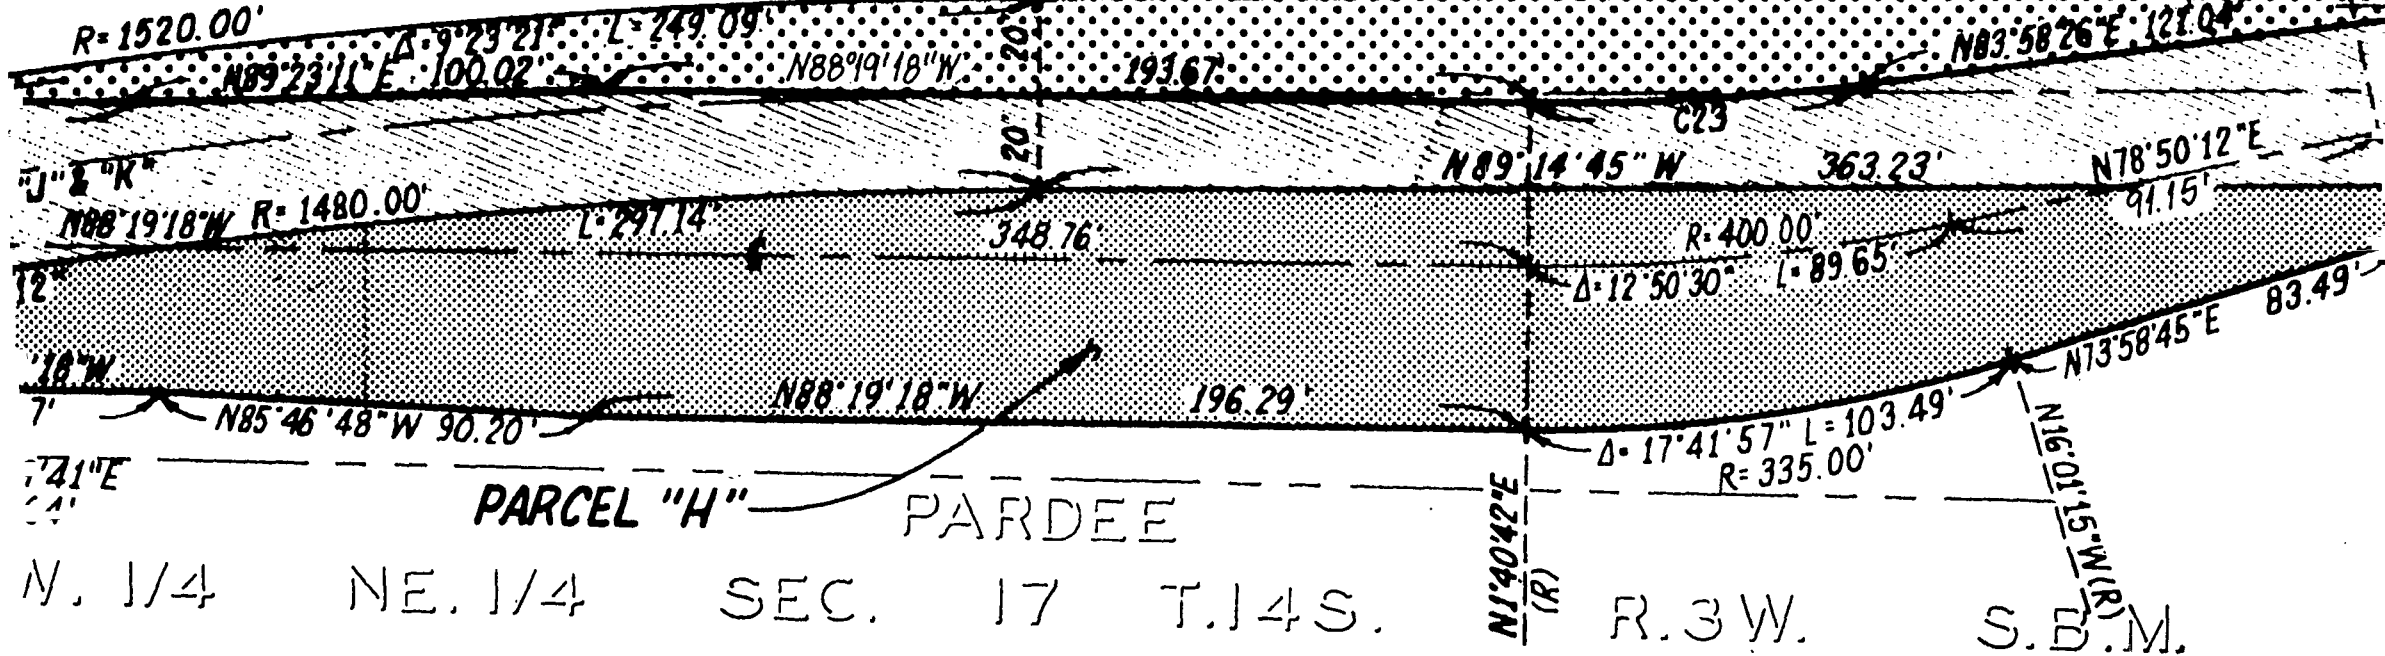 R=1520.00'
Δ=9°23'21" L=249.09'
20'
N83°58'26"E 121.04'
N89°23'11"E 100.02'
N88°19'18"W 193.67'
C23
20'
"J" & "K"
N89°14'45"W 363.23'
N78°50'12"E
91.15'
N88°19'18"W R=1480.00'
L=297.14'
348.76'
R=400.00'
Δ=12°50'30" L=89.65'
12"
83.49'
N73°58'45"E
'18"W
7'
N85°46'48"W 90.20'
N88°19'18"W 196.29'
Δ=17°41'57" L=103.49'
R=335.00'
'41"E
PARCEL "H"
PARDEE
N1°40'42"E
(R)
N16°01'15"W(R)
N. 1/4 NE. 1/4 SEC. 17 T.14S. R.3W. S.B.M.